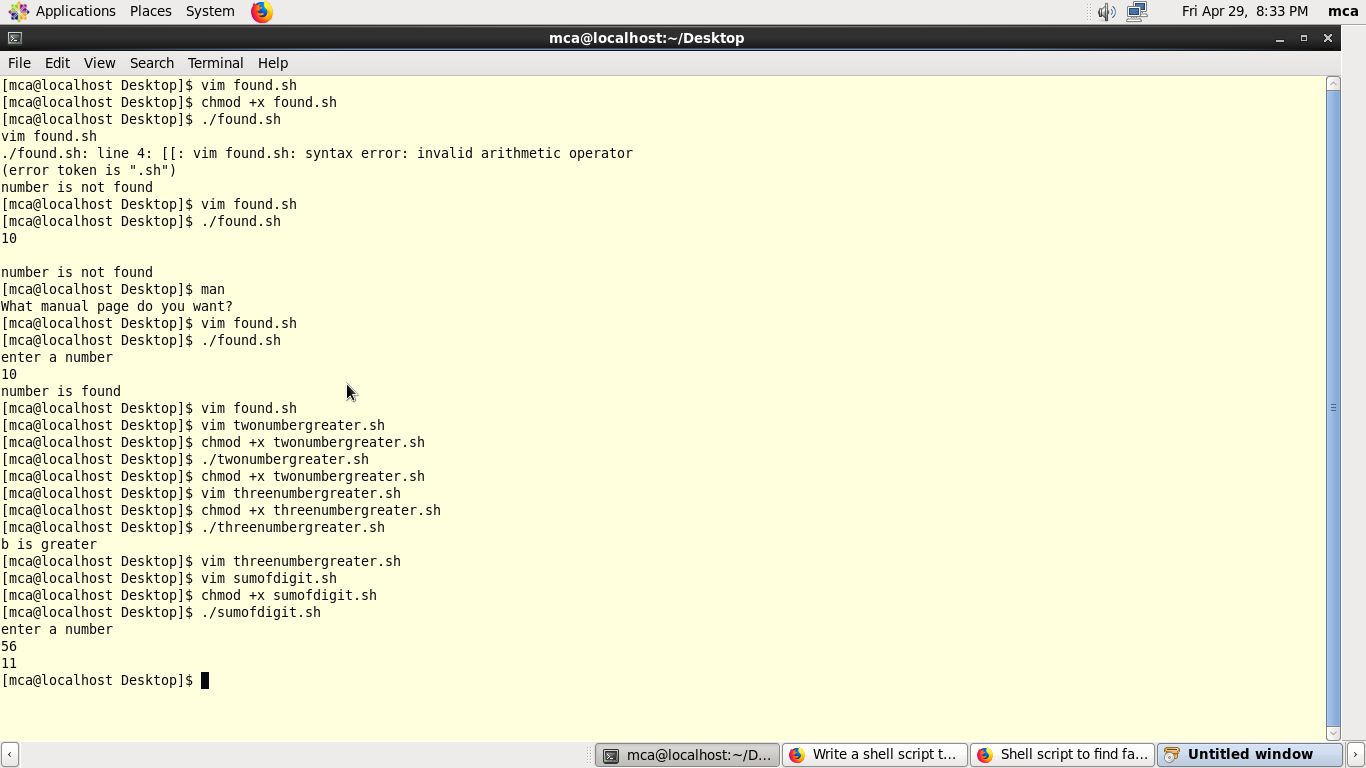 Applications Places System Fri Apr 29, 8:33 PM mca
mca@localhost:~/Desktop
File Edit View Search Terminal Help
[mca@localhost Desktop]$ vim found.sh
[mca@localhost Desktop]$ chmod +x found.sh
[mca@localhost Desktop]$ ./found.sh
vim found.sh
./found.sh: line 4: [[: vim found.sh: syntax error: invalid arithmetic operator
(error token is ".sh")
number is not found
[mca@localhost Desktop]$ vim found.sh
[mca@localhost Desktop]$ ./found.sh
10
number is not found
[mca@localhost Desktop]$ man
What manual page do you want?
[mca@localhost Desktop]$ vim found.sh
[mca@localhost Desktop]$ ./found.sh
enter a number
10
number is found
[mca@localhost Desktop]$ vim found.sh
[mca@localhost Desktop]$ vim twonumbergreater.sh
[mca@localhost Desktop]$ chmod +x twonumbergreater.sh
[mca@localhost Desktop]$ ./twonumbergreater.sh
[mca@localhost Desktop]$ chmod +x twonumbergreater.sh
[mca@localhost Desktop]$ vim threenumbergreater.sh
[mca@localhost Desktop]$ chmod +x threenumbergreater.sh
[mca@localhost Desktop]$ ./threenumbergreater.sh
b is greater
[mca@localhost Desktop]$ vim threenumbergreater.sh
[mca@localhost Desktop]$ vim sumofdigit.sh
[mca@localhost Desktop]$ chmod +x sumofdigit.sh
[mca@localhost Desktop]$ ./sumofdigit.sh
enter a number
56
11
[mca@localhost Desktop]$
mca@localhost:~/D... Write a shell script t... Shell script to find fa... Untitled window